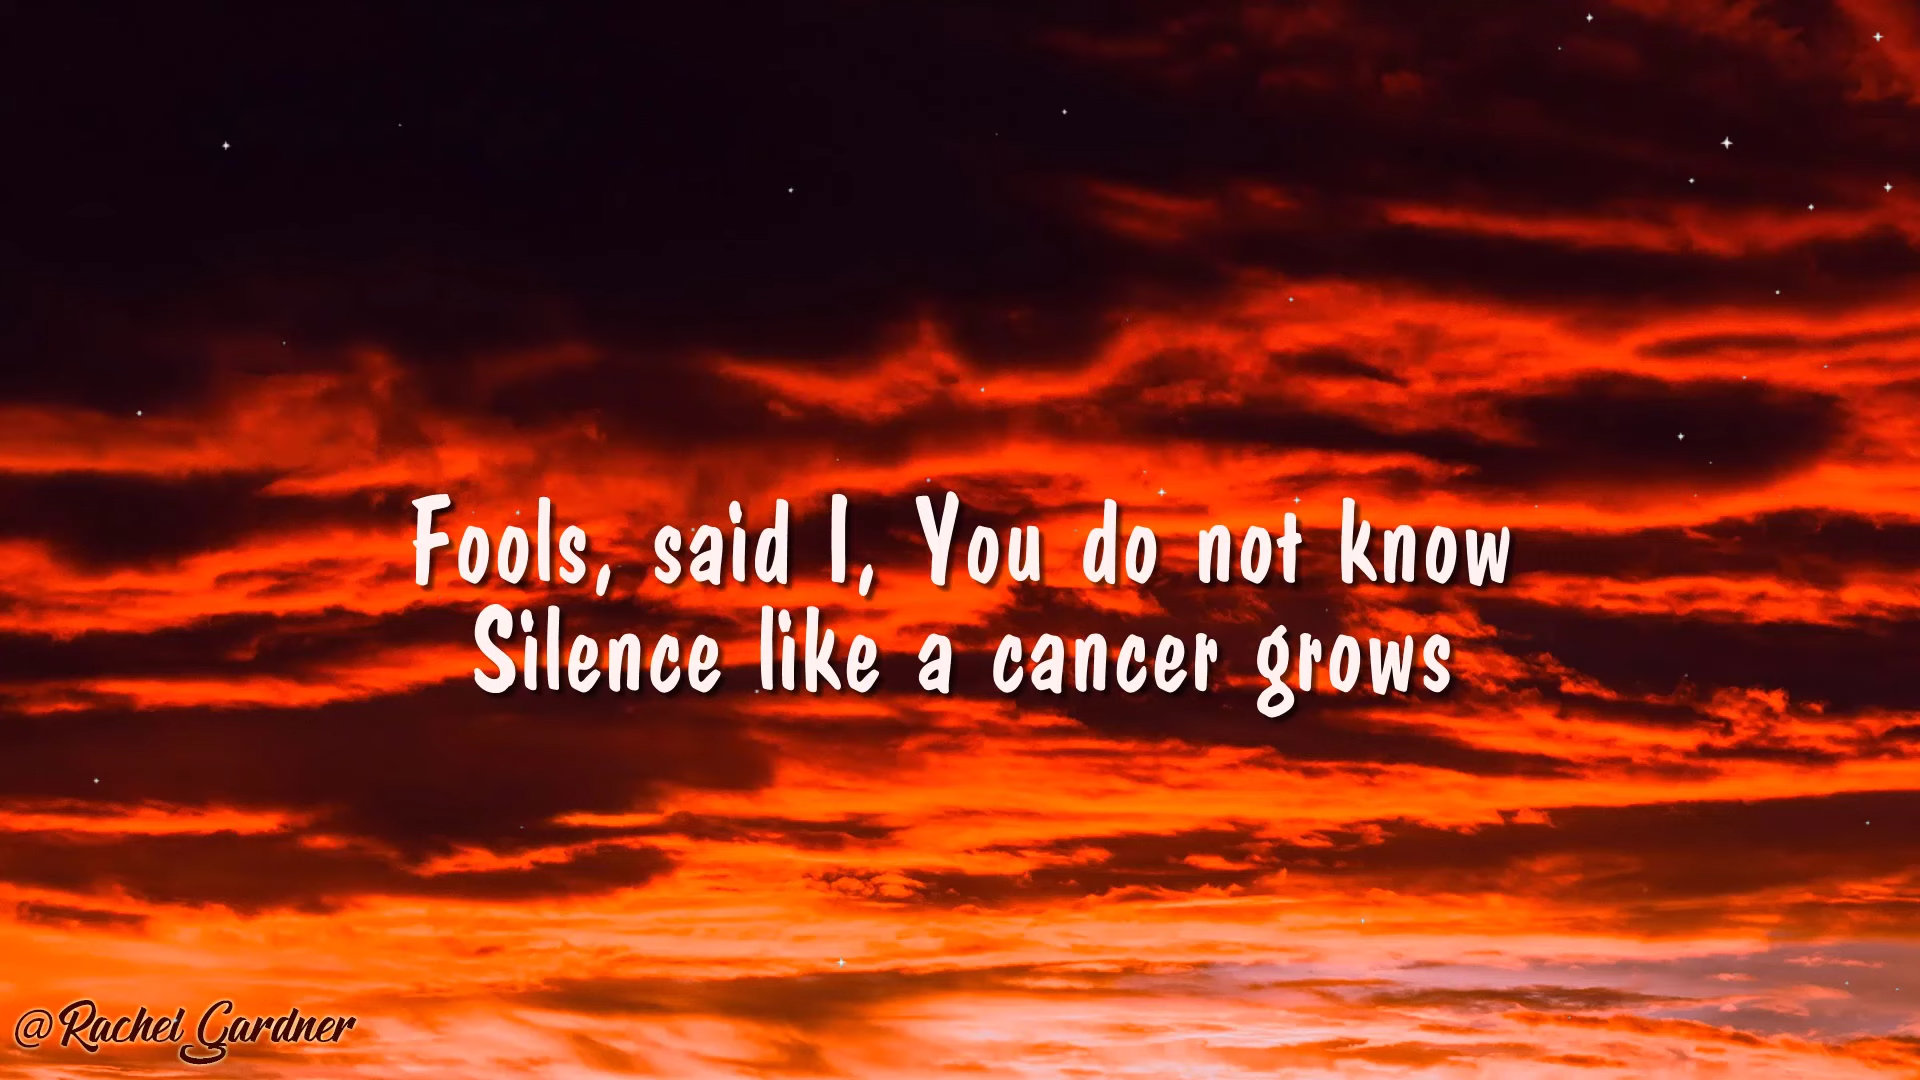 Fools, said I, You do not know
Silence like a cancer grows
@Rachel Gardner